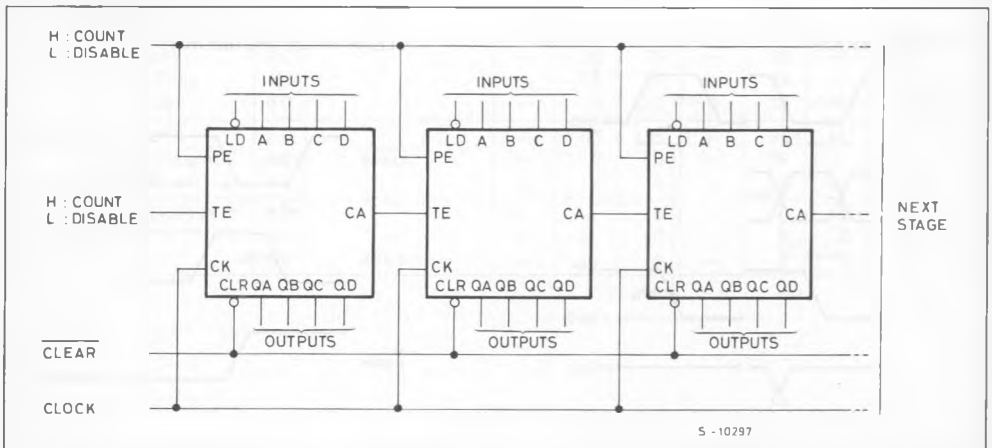 H : COUNT
L : DISABLE
INPUTS INPUTS INPUTS
LD A B C D LD A B C D LD A B C D
PE PE PE
H : COUNT
L : DISABLE
TE CA TE CA TE CA
NEXT
STAGE
CK CK CK
CLR QA QB QC QD CLR QA QB QC QD CLR QA QB QC QD
OUTPUTS OUTPUTS OUTPUTS
CLEAR
CLOCK
S - 10297